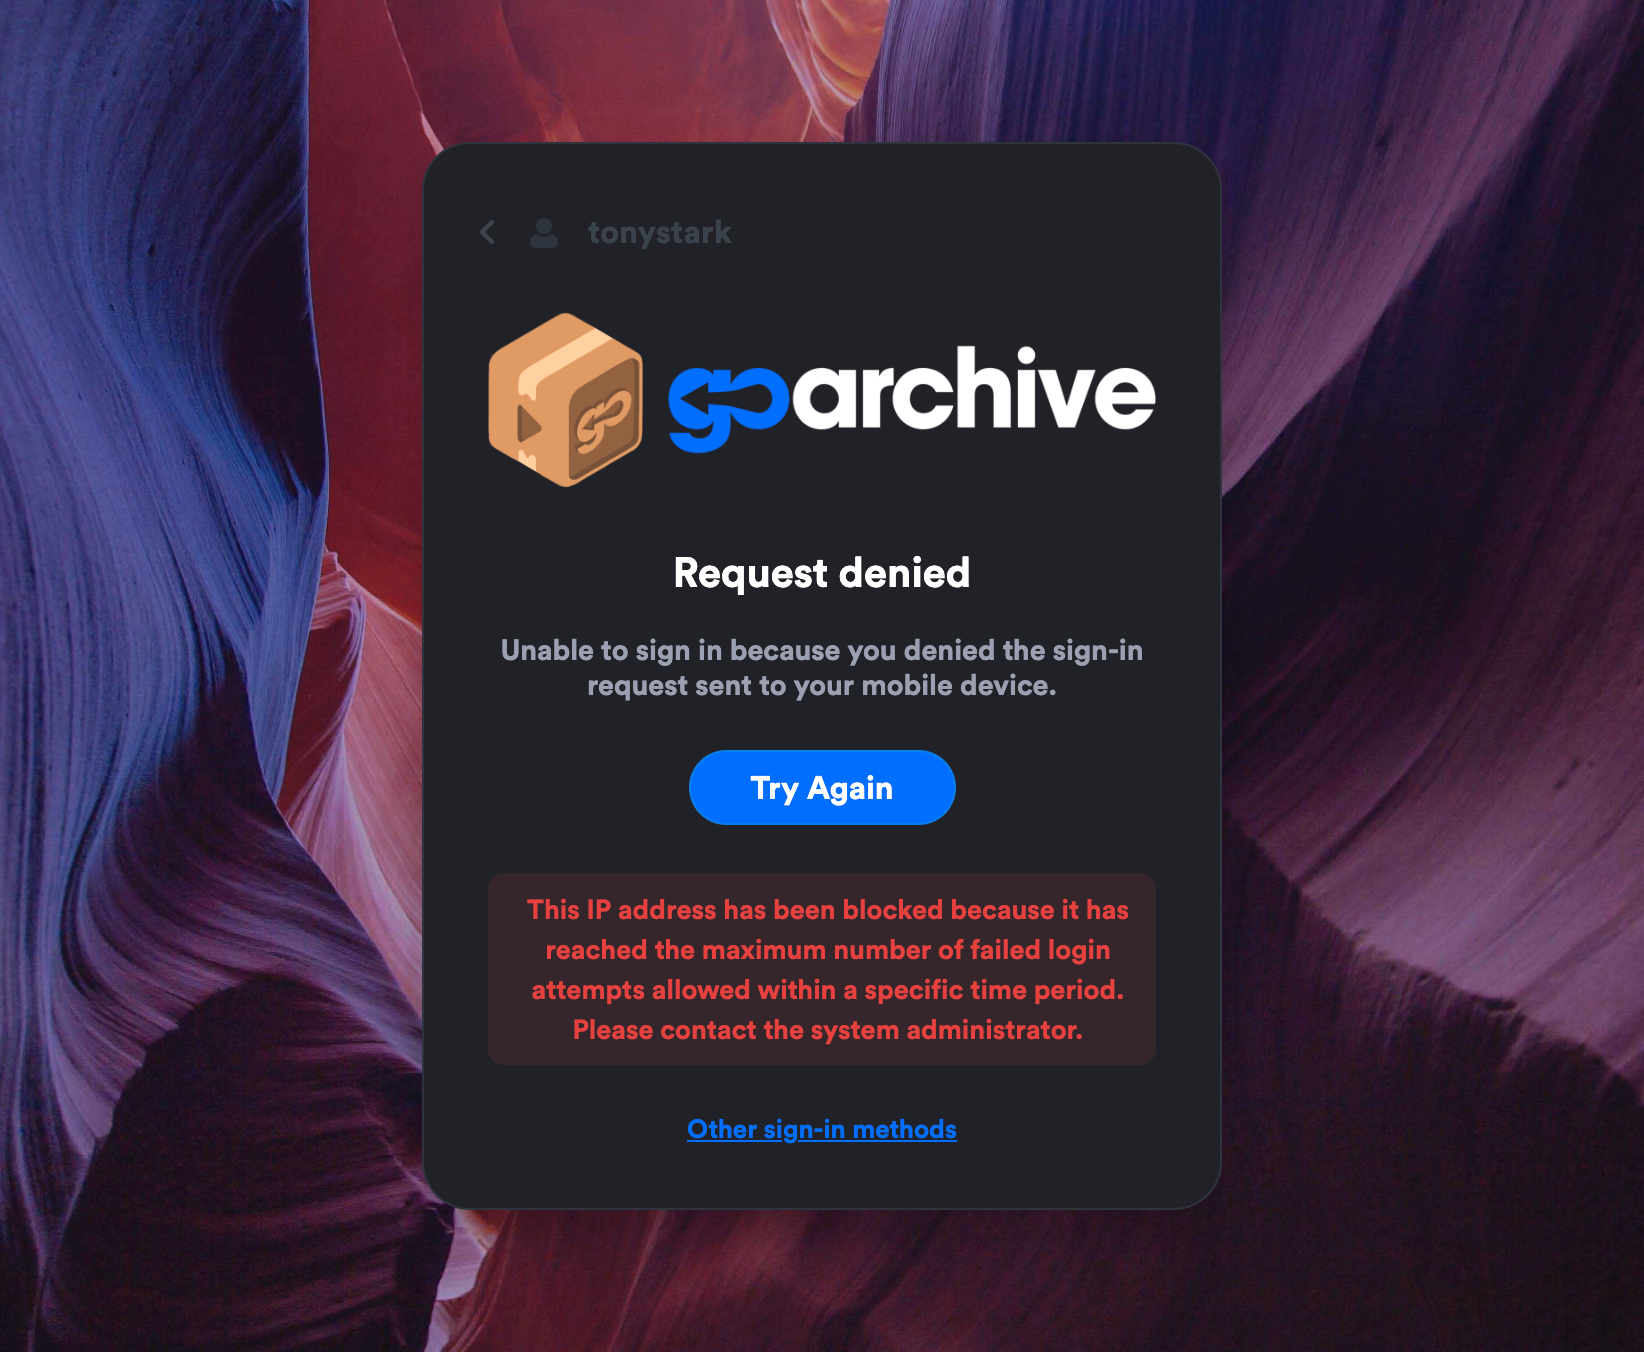 tonystark
go
goarchive
Request denied
Unable to sign in because you denied the sign-in
request sent to your mobile device.
Try Again
This IP address has been blocked because it has
reached the maximum number of failed login
attempts allowed within a specific time period.
Please contact the system administrator.
Other sign-in methods